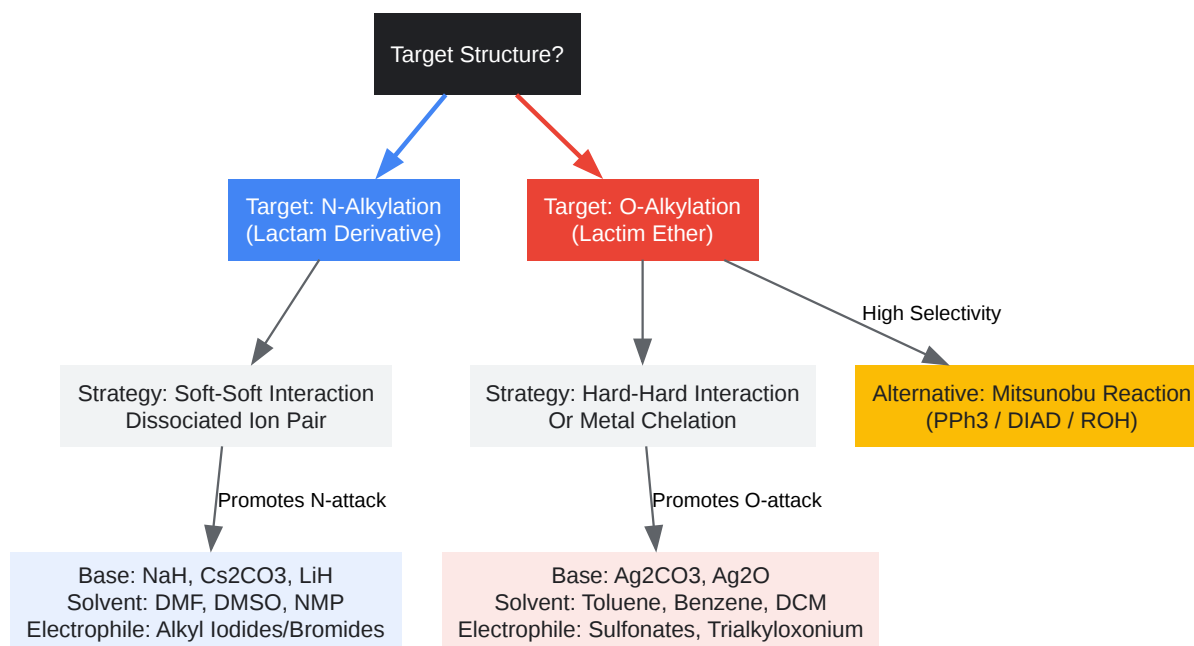 Target Structure?
Target: N-Alkylation
(Lactam Derivative)
Target: O-Alkylation
(Lactim Ether)
High Selectivity
Strategy: Soft-Soft Interaction
Dissociated Ion Pair
Strategy: Hard-Hard Interaction
Or Metal Chelation
Alternative: Mitsunobu Reaction
(PPh3 / DIAD / ROH)
Promotes N-attack
Promotes O-attack
Base: NaH, Cs2CO3, LiH
Solvent: DMF, DMSO, NMP
Electrophile: Alkyl Iodides/Bromides
Base: Ag2CO3, Ag2O
Solvent: Toluene, Benzene, DCM
Electrophile: Sulfonates, Trialkyloxonium